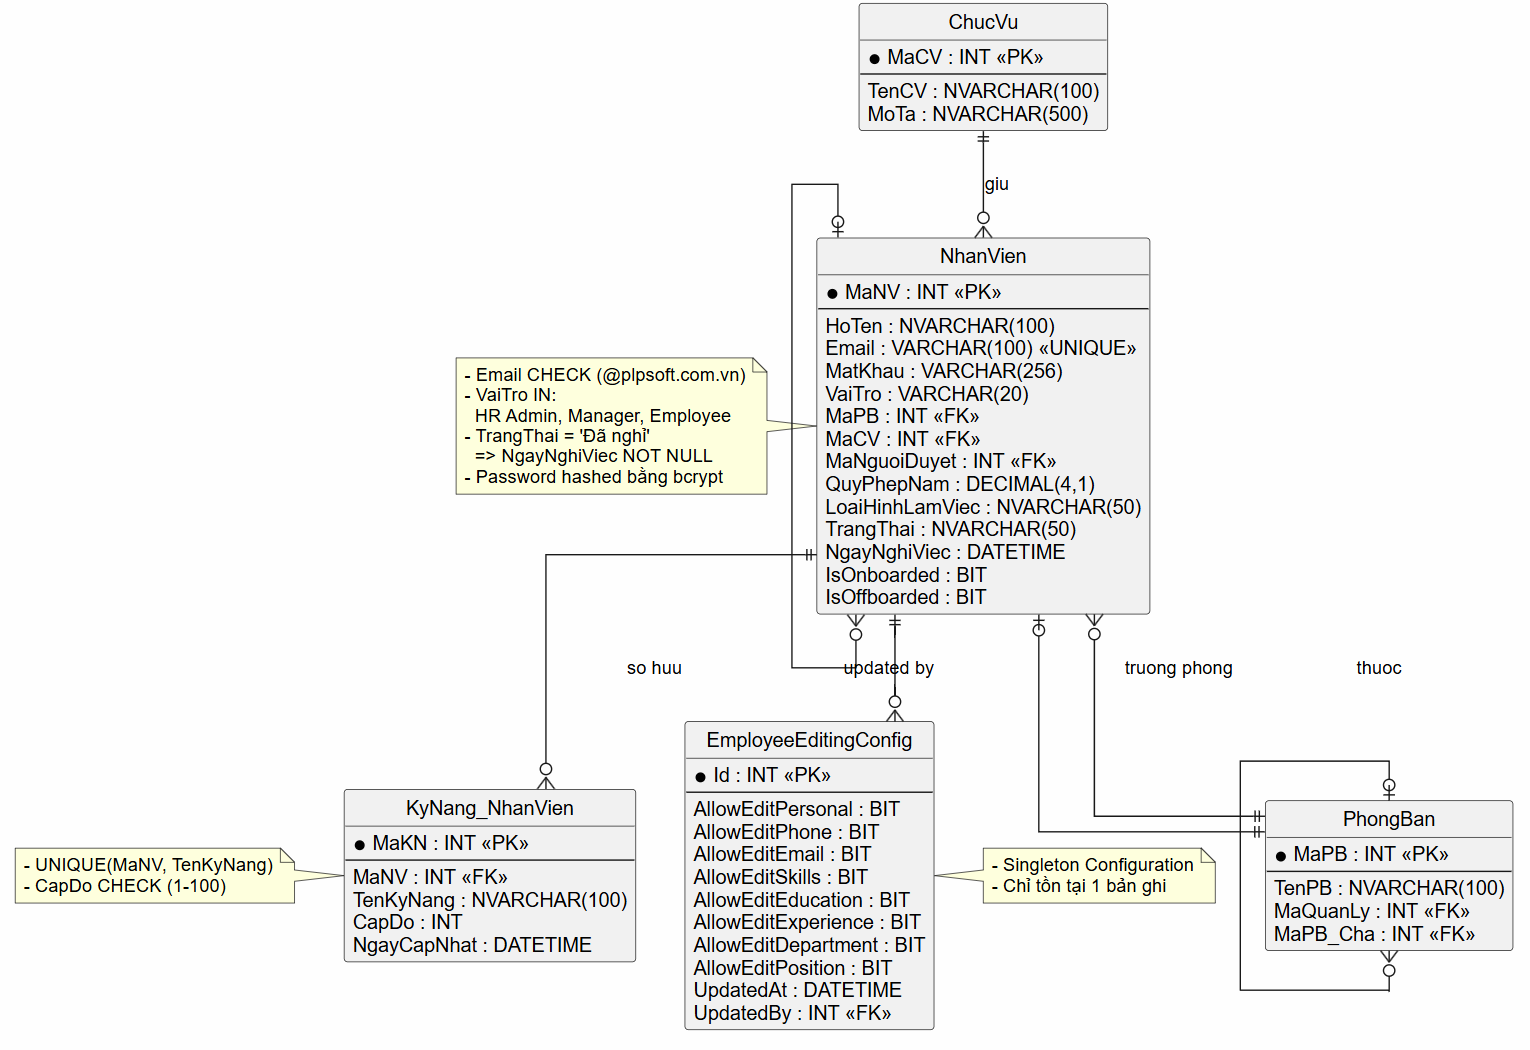 ChucVu
MaCV : INT «PK»
TenCV : NVARCHAR(100)
MoTa : NVARCHAR(500)
giu
NhanVien
MaNV : INT «PK»
HoTen : NVARCHAR(100)
Email : VARCHAR(100) «UNIQUE»
MatKhau : VARCHAR(256)
VaiTro : VARCHAR(20)
MaPB : INT «FK»
MaCV : INT «FK»
MaNguoiDuyet : INT «FK»
QuyPhepNam : DECIMAL(4,1)
LoaiHinhLamViec : NVARCHAR(50)
TrangThai : NVARCHAR(50)
NgayNghiViec : DATETIME
IsOnboarded : BIT
IsOffboarded : BIT
- Email CHECK (@plpsoft.com.vn)
- VaiTro IN:
HR Admin, Manager, Employee
- TrangThai = 'Đã nghỉ'
=> NgayNghiViec NOT NULL
- Password hashed bằng bcrypt
so huu
updated by
truong phong
thuoc
EmployeeEditingConfig
Id : INT «PK»
AllowEditPersonal : BIT
AllowEditPhone : BIT
AllowEditEmail : BIT
AllowEditSkills : BIT
AllowEditEducation : BIT
AllowEditExperience : BIT
AllowEditDepartment : BIT
AllowEditPosition : BIT
UpdatedAt : DATETIME
UpdatedBy : INT «FK»
KyNang_NhanVien
MaKN : INT «PK»
MaNV : INT «FK»
TenKyNang : NVARCHAR(100)
CapDo : INT
NgayCapNhat : DATETIME
- UNIQUE(MaNV, TenKyNang)
- CapDo CHECK (1-100)
- Singleton Configuration
- Chỉ tồn tại 1 bản ghi
PhongBan
MaPB : INT «PK»
TenPB : NVARCHAR(100)
MaQuanLy : INT «FK»
MaPB_Cha : INT «FK»